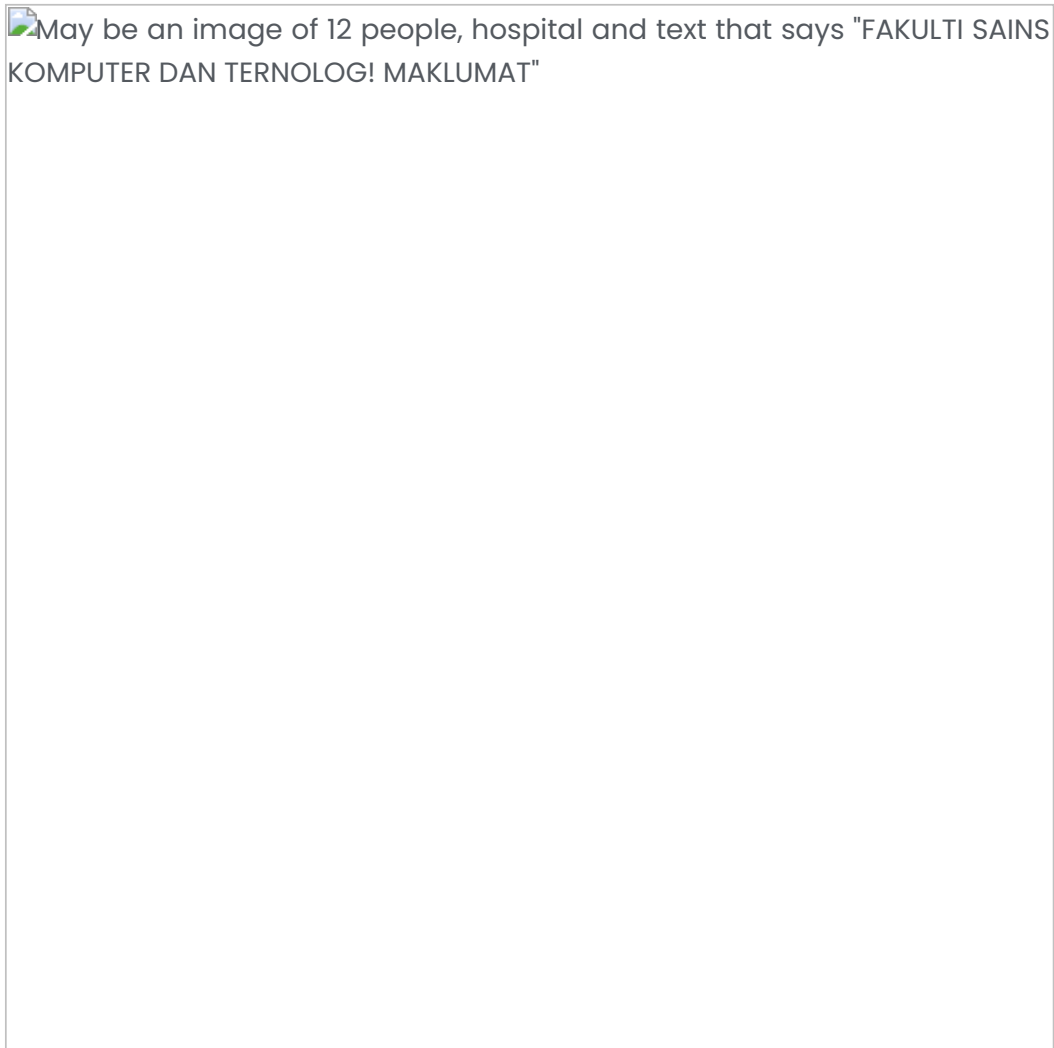 May be an image of 12 people, hospital and text that says "FAKULTI SAINS
KOMPUTER DAN TERNOLOG! MAKLUMAT"